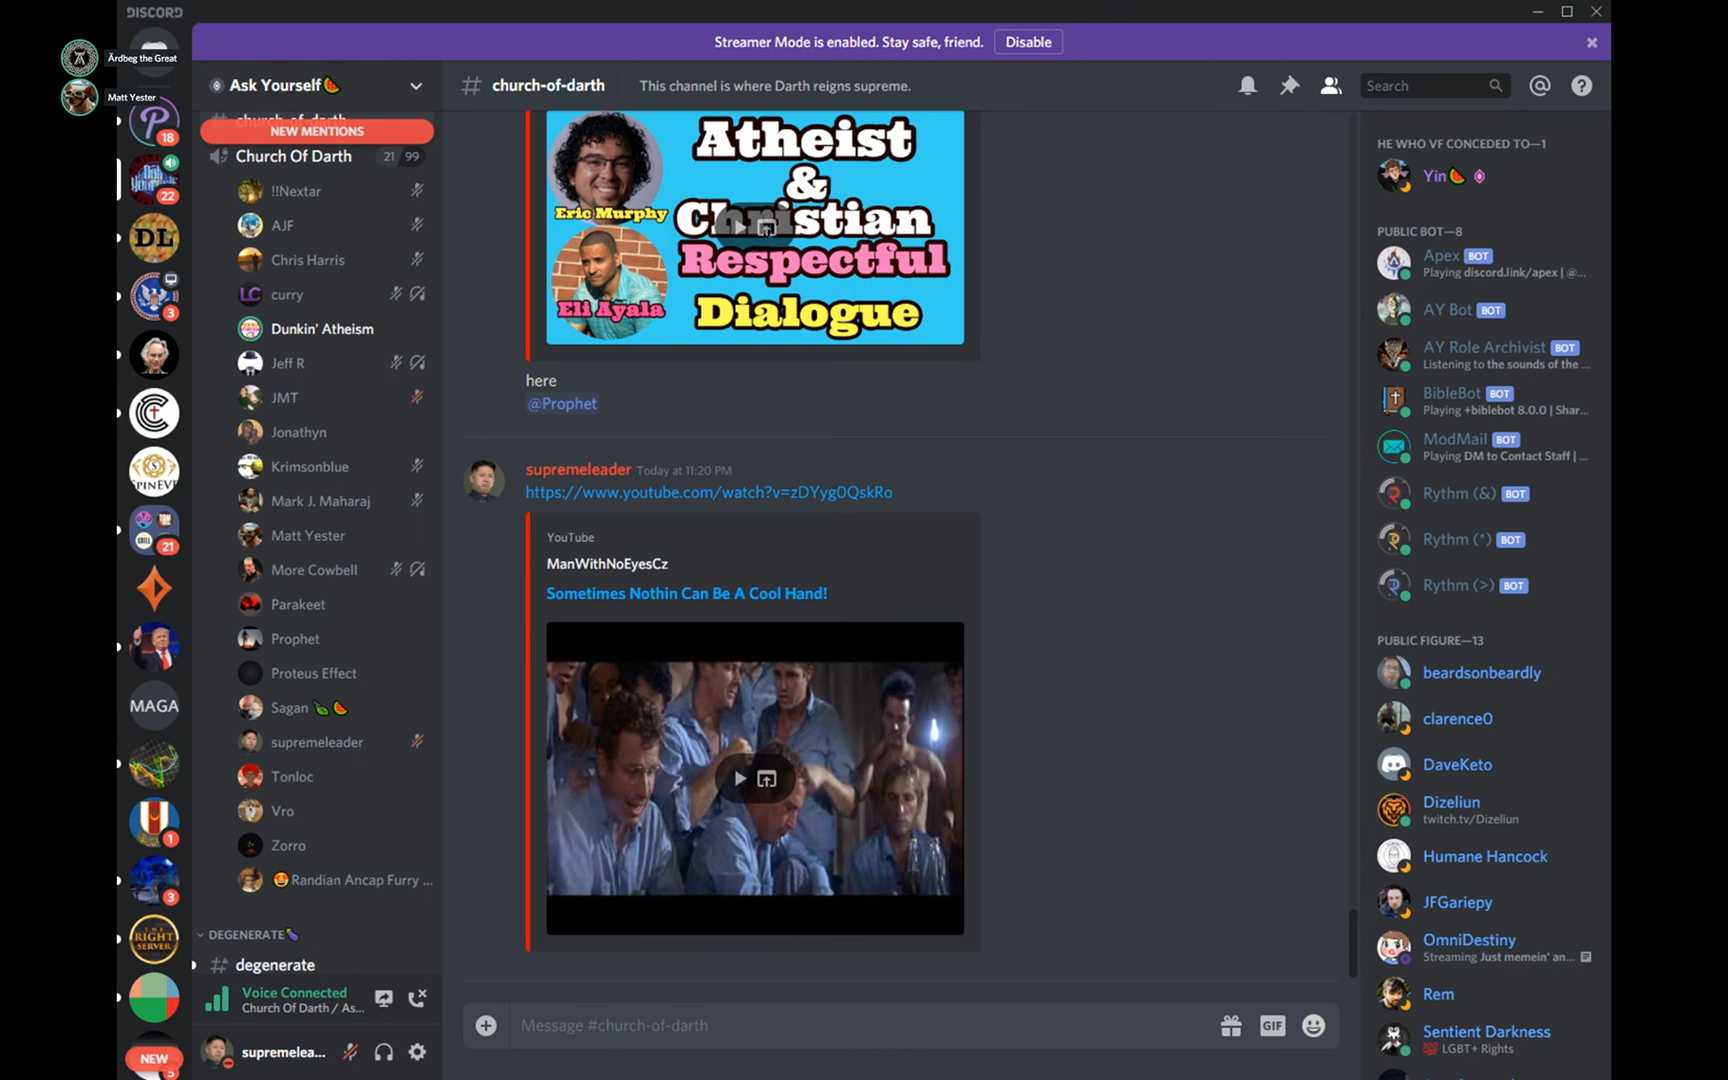 DISCORD
Streamer Mode is enabled. Stay safe, friend.
Disable
Ärdbeg the Great
Matt Yester
18
22
DL
3
21
MAGA
1
3
THE RIGHT SERVER
NEW
5
Ask Yourself🍉
church-of-darth
NEW MENTIONS
Church Of Darth 21 99
!!Nextar
AJF
Chris Harris
LC curry
Dunkin' Atheism
Jeff R
JMT
Jonathyn
Krimsonblue
Mark J. Maharaj
Matt Yester
More Cowbell
Parakeet
Prophet
Proteus Effect
Sagan
supremeleader
Tonloc
Vro
Zorro
😍Randian Ancap Furry ...
DEGENERATE🍆
# degenerate
Voice Connected
Church Of Darth / As...
supremelea...
# church-of-darth
This channel is where Darth reigns supreme.
Search
Atheist
&
Christian
Respectful
Dialogue
Eric Murphy
Eli Ayala
here
@Prophet
supremeleader Today at 11:20 PM
https://www.youtube.com/watch?v=zDYyg0QskRo
YouTube
ManWithNoEyesCz
Sometimes Nothin Can Be A Cool Hand!
Message #church-of-darth
GIF
HE WHO VF CONCEDED TO—1
Yin🍉
PUBLIC BOT—8
Apex BOT
Playing discord.link/apex | @...
AY Bot BOT
AY Role Archivist BOT
Listening to the sounds of the ...
BibleBot BOT
Playing +biblebot 8.0.0 | Shar...
ModMail BOT
Playing DM to Contact Staff | ...
Rythm (&) BOT
Rythm (*) BOT
Rythm (>) BOT
PUBLIC FIGURE—13
beardsonbeardly
clarence0
DaveKeto
Dizeliun
twitch.tv/Dizeliun
Humane Hancock
JFGariepy
OmniDestiny
Streaming Just memein' an...
Rem
Sentient Darkness
💯 LGBT+ Rights